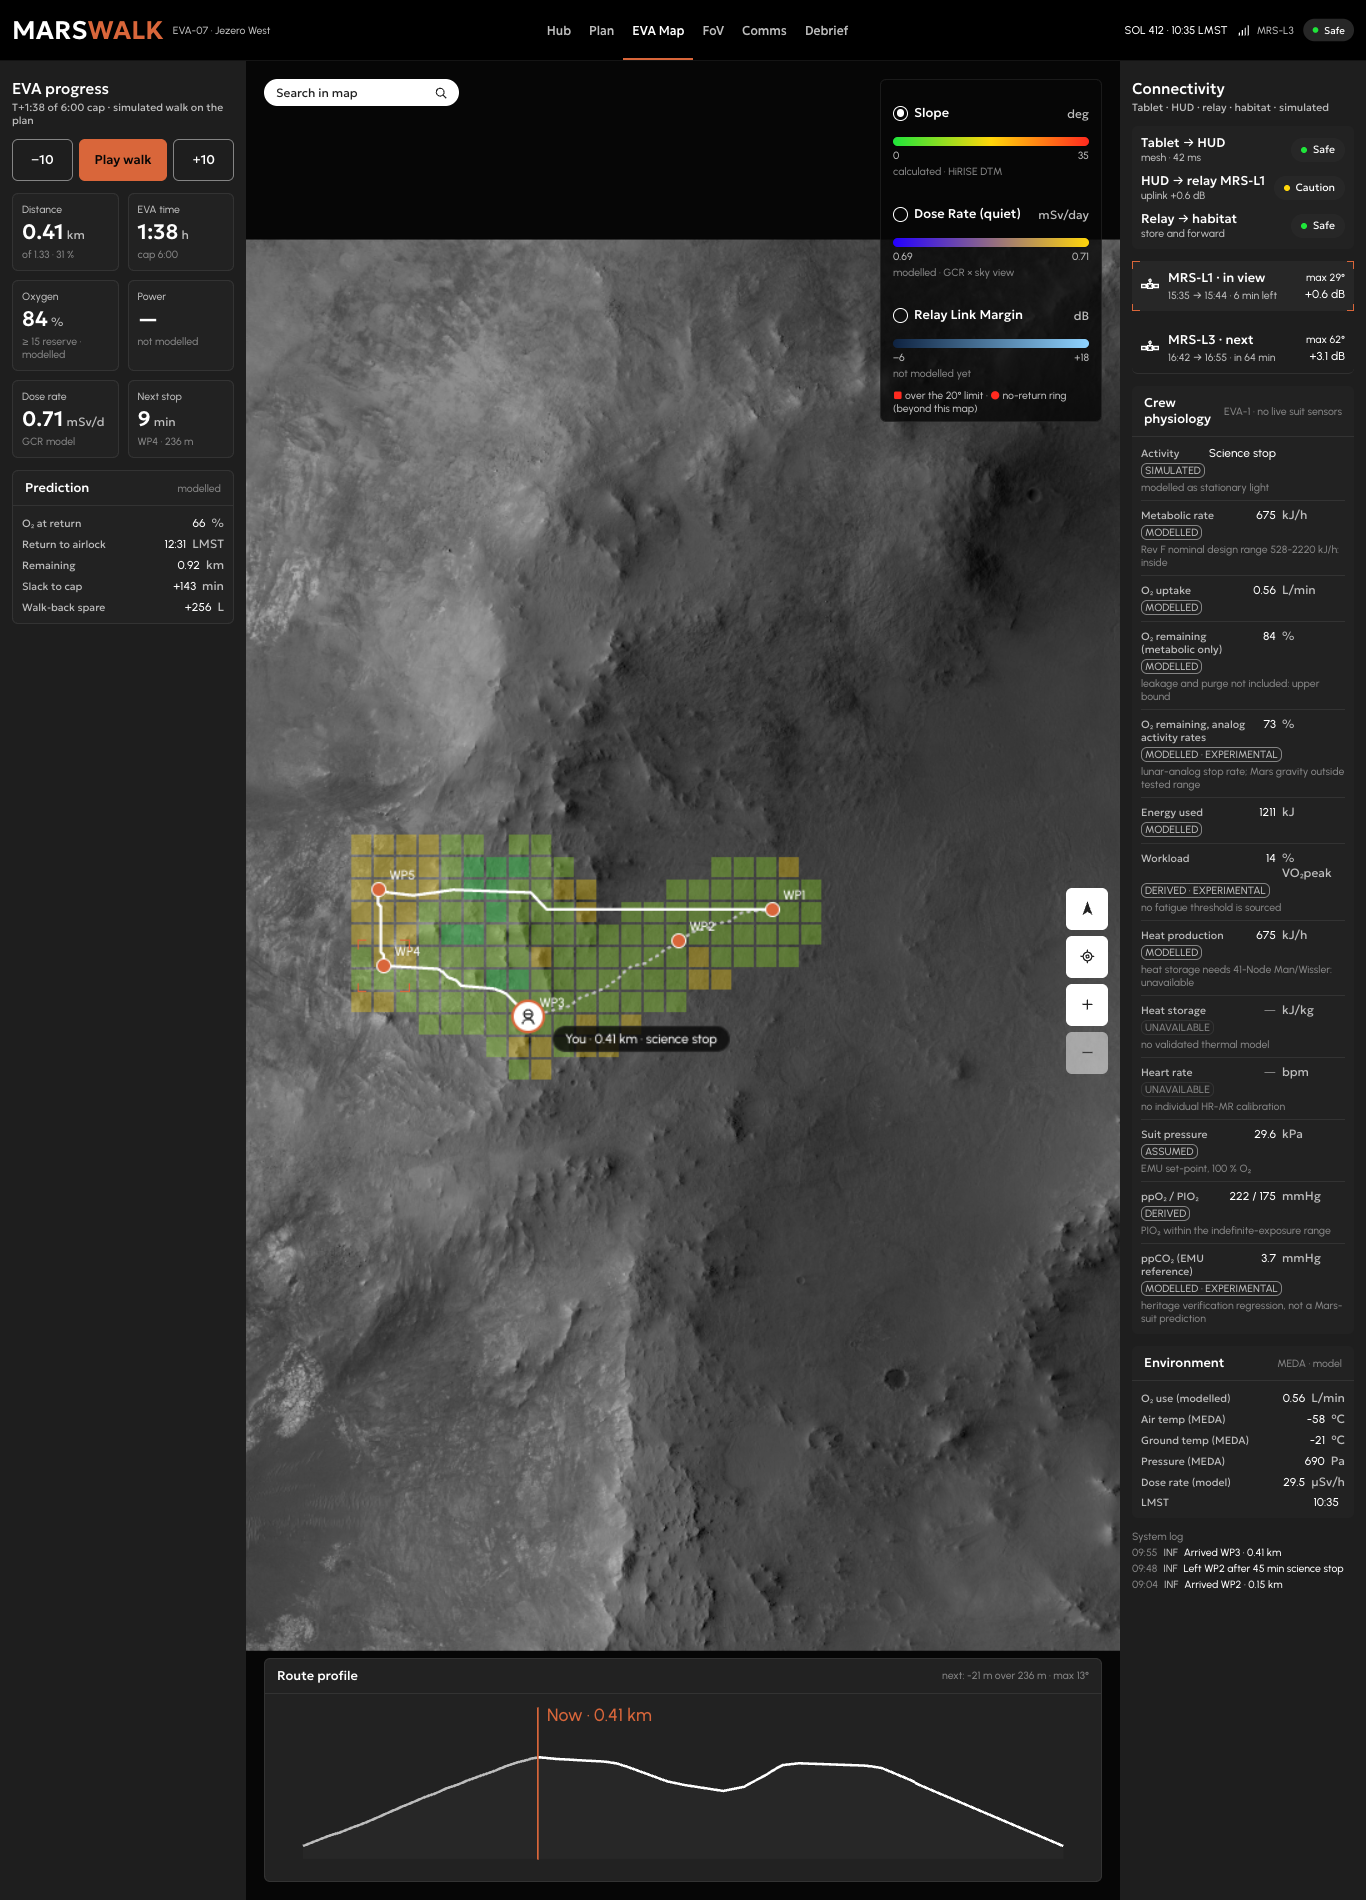 MARSWALK EVA-07 · Jezero West
Hub Plan EVA Map FoV Comms Debrief
SOL 412 · 10:35 LMST MRS-L3 Safe
EVA progress
T+1:38 of 6:00 cap · simulated walk on the
plan
−10 Play walk +10
Distance
0.41 km
of 1.33 · 31 %
EVA time
1:38 h
cap 6:00
Oxygen
84 %
≥ 15 reserve ·
modelled
Power
—
not modelled
Dose rate
0.71 mSv/d
GCR model
Next stop
9 min
WP4 · 236 m
Prediction modelled
O₂ at return 66 %
Return to airlock 12:31 LMST
Remaining 0.92 km
Slack to cap +143 min
Walk-back spare +256 L
Search in map
Slope deg
0 35
calculated · HiRISE DTM
Dose Rate (quiet) mSv/day
0.69 0.71
modelled · GCR × sky view
Relay Link Margin dB
−6 +18
not modelled yet
over the 20° limit · no-return ring
(beyond this map)
WP5
WP1
WP2
WP4
WP3
You · 0.41 km · science stop
+
−
Route profile next: −21 m over 236 m · max 13°
Now · 0.41 km
Connectivity
Tablet · HUD · relay · habitat · simulated
Tablet → HUD
mesh · 42 ms
Safe
HUD → relay MRS-L1
uplink +0.6 dB
Caution
Relay → habitat
store and forward
Safe
MRS-L1 · in view max 29°
15:35 → 15:44 · 6 min left +0.6 dB
MRS-L3 · next max 62°
16:42 → 16:55 · in 64 min +3.1 dB
Crew
physiology
EVA-1 · no live suit sensors
Activity Science stop
SIMULATED
modelled as stationary light
Metabolic rate 675 kJ/h
MODELLED
Rev F nominal design range 528-2220 kJ/h:
inside
O₂ uptake 0.56 L/min
MODELLED
O₂ remaining 84 %
(metabolic only)
MODELLED
leakage and purge not included: upper
bound
O₂ remaining, analog 73 %
activity rates
MODELLED · EXPERIMENTAL
lunar-analog stop rate; Mars gravity outside
tested range
Energy used 1211 kJ
MODELLED
Workload 14 %
VO₂peak
DERIVED · EXPERIMENTAL
no fatigue threshold is sourced
Heat production 675 kJ/h
MODELLED
heat storage needs 41-Node Man/Wissler:
unavailable
Heat storage — kJ/kg
UNAVAILABLE
no validated thermal model
Heart rate — bpm
UNAVAILABLE
no individual HR-MR calibration
Suit pressure 29.6 kPa
ASSUMED
EMU set-point, 100 % O₂
ppO₂ / PIO₂ 222 / 175 mmHg
DERIVED
PIO₂ within the indefinite-exposure range
ppCO₂ (EMU 3.7 mmHg
reference)
MODELLED · EXPERIMENTAL
heritage verification regression, not a Mars-
suit prediction
Environment MEDA · model
O₂ use (modelled) 0.56 L/min
Air temp (MEDA) -58 °C
Ground temp (MEDA) -21 °C
Pressure (MEDA) 690 Pa
Dose rate (model) 29.5 µSv/h
LMST 10:35
System log
09:55 INF Arrived WP3 · 0.41 km
09:48 INF Left WP2 after 45 min science stop
09:04 INF Arrived WP2 · 0.15 km